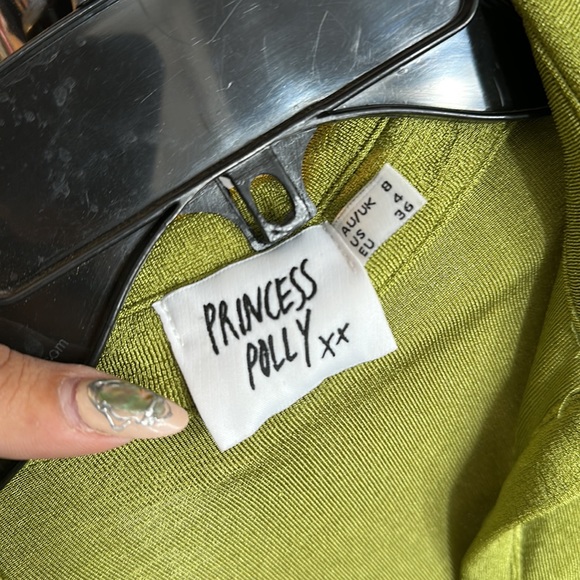 PRINCESS
POLLY xx
AU/UK 8
US 4
EU 36